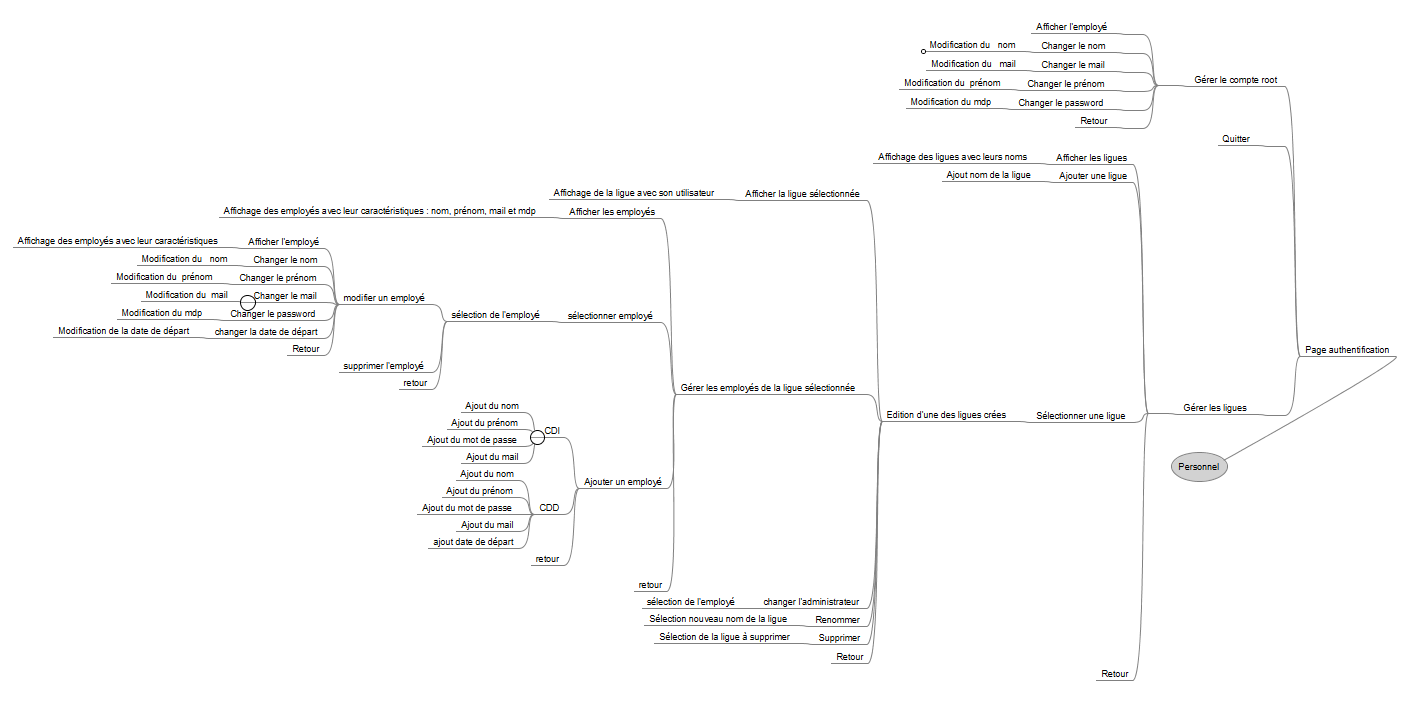 Afficher l'employé
Modification du nom
Changer le nom
Modification du mail
Changer le mail
Modification du prénom
Changer le prénom
Modification du mdp
Changer le password
Retour
Gérer le compte root
Quitter
Affichage des ligues avec leurs noms
Afficher les ligues
Ajout nom de la ligue
Ajouter une ligue
Affichage de la ligue avec son utilisateur
Afficher la ligue sélectionnée
Affichage des employés avec leur caractéristiques : nom, prénom, mail et mdp
Afficher les employés
Affichage des employés avec leur caractéristiques
Afficher l'employé
Modification du nom
Changer le nom
Modification du prénom
Changer le prénom
Modification du mail
Changer le mail
Modification du mdp
Changer le password
Modification de la date de départ
changer la date de départ
Retour
modifier un employé
sélection de l'employé
sélectionner employé
supprimer l'employé
retour
Gérer les employés de la ligue sélectionnée
Ajout du nom
Ajout du prénom
Ajout du mot de passe
Ajout du mail
CDI
Ajout du nom
Ajout du prénom
Ajout du mot de passe
Ajout du mail
ajout date de départ
CDD
Ajouter un employé
retour
retour
sélection de l'employé
changer l'administrateur
Sélection nouveau nom de la ligue
Renommer
Sélection de la ligue à supprimer
Supprimer
Retour
Edition d'une des ligues crées
Sélectionner une ligue
Gérer les ligues
Retour
Page authentification
Personnel